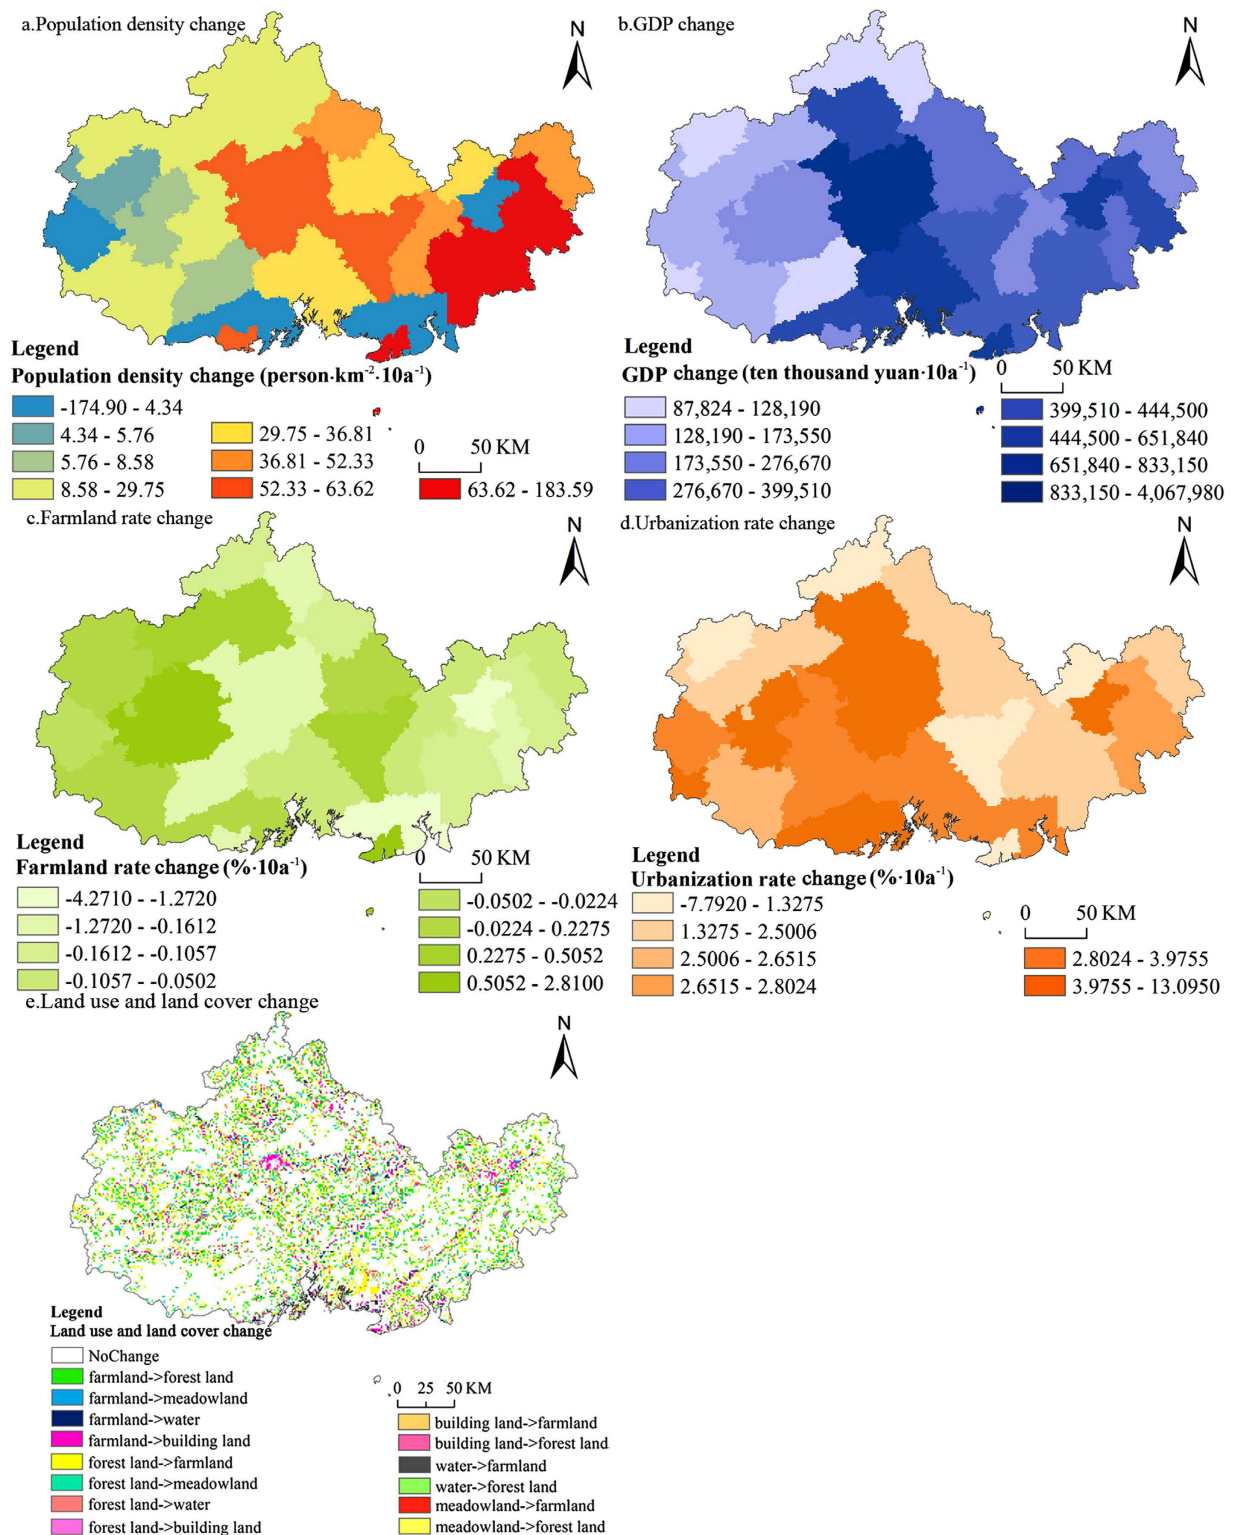 a.Population density change
N
Legend
Population density change (person·km⁻²·10a⁻¹)
-174.90 - 4.34
4.34 - 5.76
5.76 - 8.58
8.58 - 29.75
29.75 - 36.81
36.81 - 52.33
52.33 - 63.62
0 50 KM
63.62 - 183.59
b.GDP change
N
Legend
GDP change (ten thousand yuan·10a⁻¹)
0 50 KM
87,824 - 128,190
128,190 - 173,550
173,550 - 276,670
276,670 - 399,510
399,510 - 444,500
444,500 - 651,840
651,840 - 833,150
833,150 - 4,067,980
c.Farmland rate change
N
Legend
Farmland rate change (%·10a⁻¹)
0 50 KM
-4.2710 - -1.2720
-1.2720 - -0.1612
-0.1612 - -0.1057
-0.1057 - -0.0502
-0.0502 - -0.0224
-0.0224 - 0.2275
0.2275 - 0.5052
0.5052 - 2.8100
d.Urbanization rate change
N
Legend
Urbanization rate change (%·10a⁻¹)
-7.7920 - 1.3275
1.3275 - 2.5006
2.5006 - 2.6515
2.6515 - 2.8024
0 50 KM
2.8024 - 3.9755
3.9755 - 13.0950
e.Land use and land cover change
N
Legend
Land use and land cover change
NoChange
farmland->forest land
farmland->meadowland
farmland->water
farmland->building land
forest land->farmland
forest land->meadowland
forest land->water
forest land->building land
0 25 50 KM
building land->farmland
building land->forest land
water->farmland
water->forest land
meadowland->farmland
meadowland->forest land